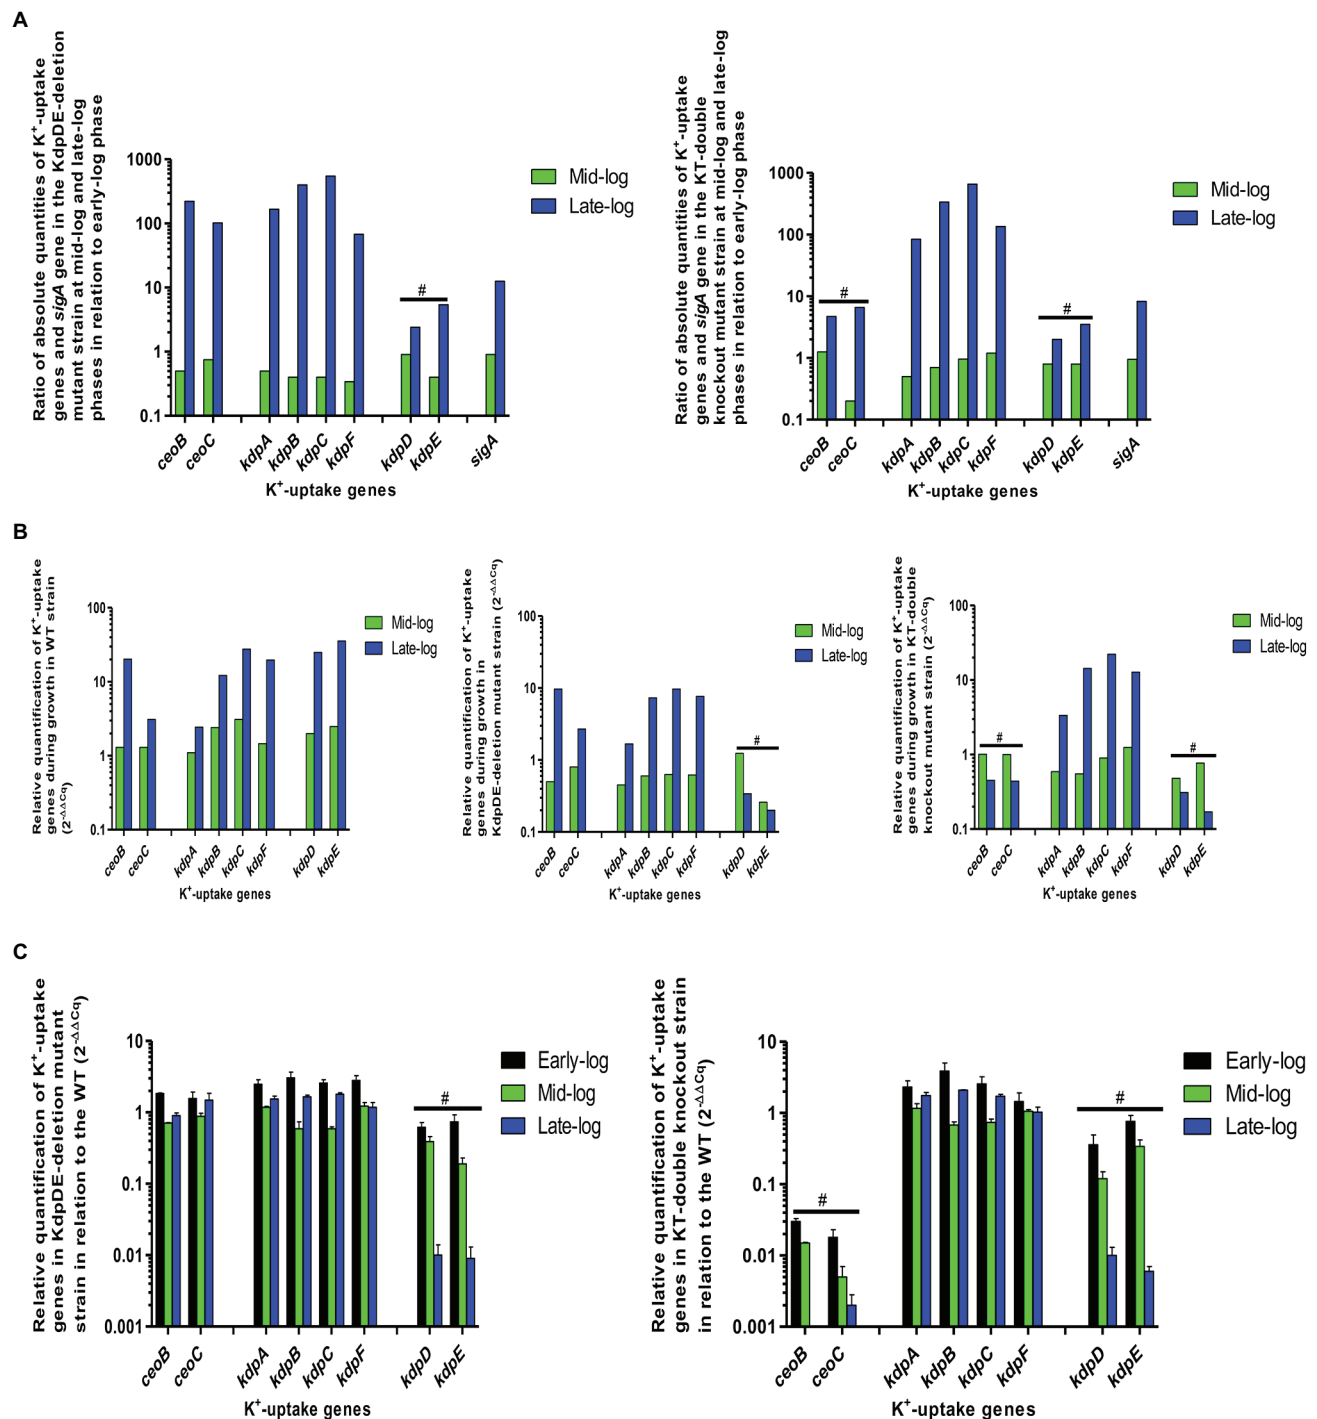 A
Ratio of absolute quantities of K+-uptake
genes and sigA gene in the KdpDE-deletion
mutant strain at mid-log and late-log
phases in relation to early-log phase
1000
100
10
1
0.1
#
Mid-log
Late-log
ceoB
ceoC
kdpA
kdpB
kdpC
kdpF
kdpD
kdpE
sigA
K+-uptake genes
Ratio of absolute quantities of K+-uptake
genes and sigA gene in the KT-double
knockout mutant strain at mid-log and late-log
phases in relation to early-log phase
1000
100
10
1
0.1
#
#
Mid-log
Late-log
ceoB
ceoC
kdpA
kdpB
kdpC
kdpF
kdpD
kdpE
sigA
K+-uptake genes
B
Relative quantification of K+-uptake
genes during growth in WT strain
(2-ΔΔCq)
100
10
1
0.1
Mid-log
Late-log
ceoB
ceoC
kdpA
kdpB
kdpC
kdpF
kdpD
kdpE
K+-uptake genes
Relative quantification of K+-uptake
genes during growth in
KdpDE-deletion mutant strain (2-ΔΔCq)
100
10
1
0.1
#
Mid-log
Late-log
ceoB
ceoC
kdpA
kdpB
kdpC
kdpF
kdpD
kdpE
K+-uptake genes
Relative quantification of K+-uptake
genes during growth in KT-double
knockout mutant strain (2-ΔΔCq)
100
10
1
0.1
#
#
Mid-log
Late-log
ceoB
ceoC
kdpA
kdpB
kdpC
kdpF
kdpD
kdpE
K+-uptake genes
C
Relative quantification of K+-uptake
genes in KdpDE-deletion mutant
strain in relation to the WT (2-ΔΔCq)
10
1
0.1
0.01
0.001
#
Early-log
Mid-log
Late-log
ceoB
ceoC
kdpA
kdpB
kdpC
kdpF
kdpD
kdpE
K+-uptake genes
Relative quantification of K+-uptake
genes in KT-double knockout strain
in relation to the WT (2-ΔΔCq)
10
1
0.1
0.01
0.001
#
#
Early-log
Mid-log
Late-log
ceoB
ceoC
kdpA
kdpB
kdpC
kdpF
kdpD
kdpE
K+-uptake genes